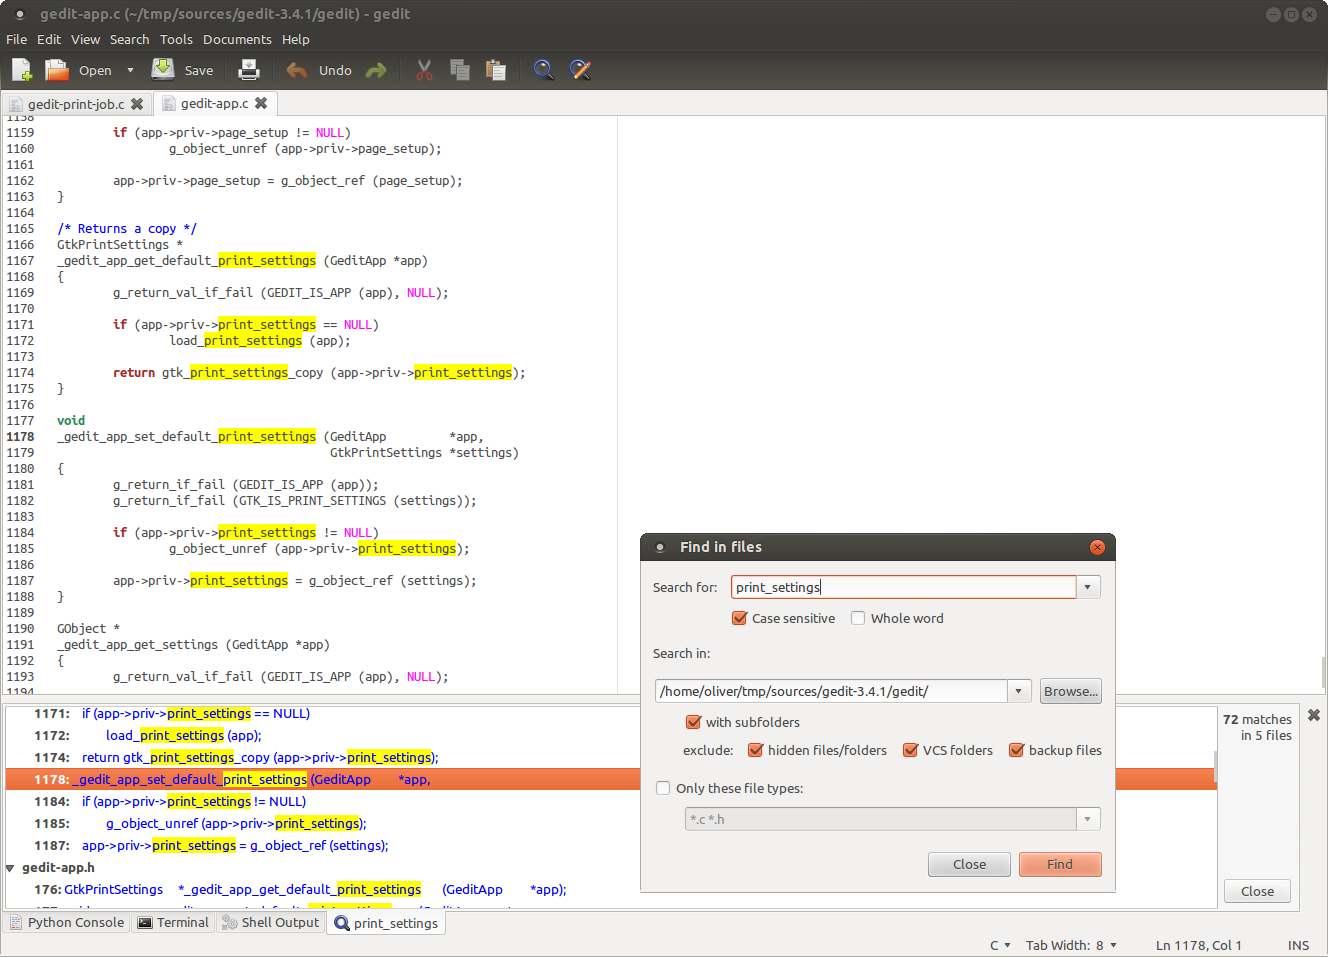 gedit-app.c (~/tmp/sources/gedit-3.4.1/gedit) - gedit
File Edit View Search Tools Documents Help
Open Save Undo
gedit-print-job.c gedit-app.c
1158
1159 if (app->priv->page_setup != NULL)
1160 g_object_unref (app->priv->page_setup);
1161
1162 app->priv->page_setup = g_object_ref (page_setup);
1163 }
1164
1165 /* Returns a copy */
1166 GtkPrintSettings *
1167 _gedit_app_get_default_print_settings (GeditApp *app)
1168 {
1169 g_return_val_if_fail (GEDIT_IS_APP (app), NULL);
1170
1171 if (app->priv->print_settings == NULL)
1172 load_print_settings (app);
1173
1174 return gtk_print_settings_copy (app->priv->print_settings);
1175 }
1176
1177 void
1178 _gedit_app_set_default_print_settings (GeditApp *app,
1179 GtkPrintSettings *settings)
1180 {
1181 g_return_if_fail (GEDIT_IS_APP (app));
1182 g_return_if_fail (GTK_IS_PRINT_SETTINGS (settings));
1183
1184 if (app->priv->print_settings != NULL)
1185 g_object_unref (app->priv->print_settings);
1186
1187 app->priv->print_settings = g_object_ref (settings);
1188 }
1189
1190 GObject *
1191 _gedit_app_get_settings (GeditApp *app)
1192 {
1193 g_return_val_if_fail (GEDIT_IS_APP (app), NULL);
1194
Find in files
Search for: print_settings
Case sensitive Whole word
Search in:
/home/oliver/tmp/sources/gedit-3.4.1/gedit/ Browse...
with subfolders
exclude: hidden files/folders VCS folders backup files
Only these file types:
*.c *.h
Close Find
1171: if (app->priv->print_settings == NULL)
1172: load_print_settings (app);
1174: return gtk_print_settings_copy (app->priv->print_settings);
1178: _gedit_app_set_default_print_settings (GeditApp *app,
1184: if (app->priv->print_settings != NULL)
1185: g_object_unref (app->priv->print_settings);
1187: app->priv->print_settings = g_object_ref (settings);
gedit-app.h
176: GtkPrintSettings *_gedit_app_get_default_print_settings (GeditApp *app);
72 matches
in 5 files
Close
Python Console Terminal Shell Output print_settings
C Tab Width: 8 Ln 1178, Col 1 INS